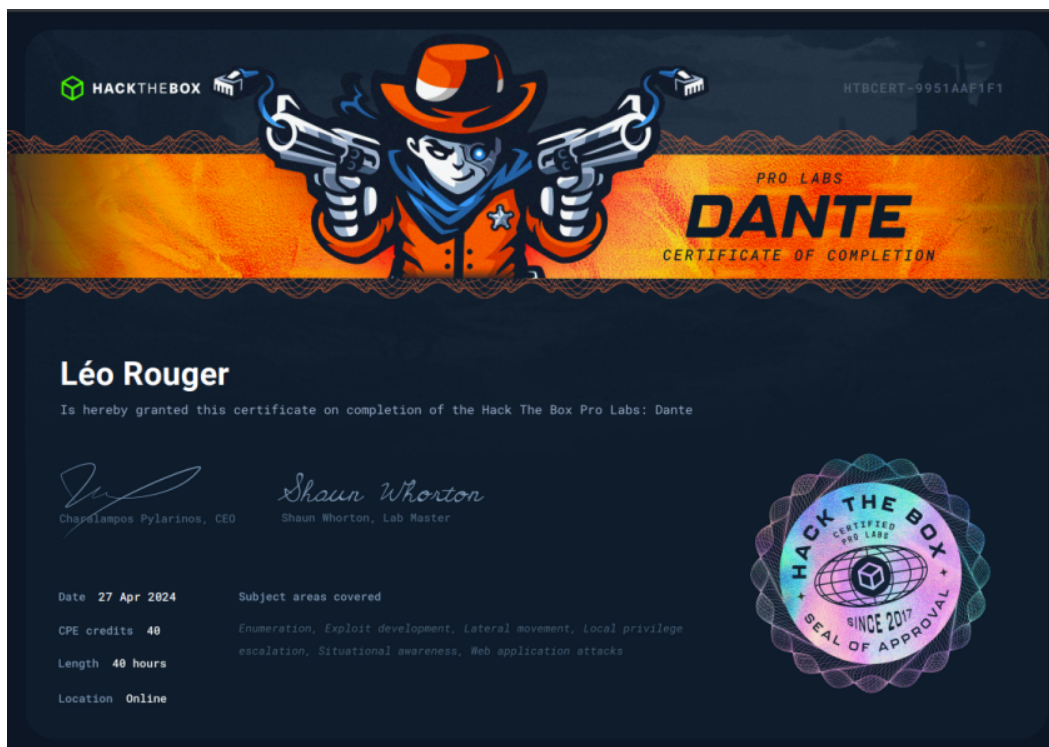 HACKTHEBOX
HTBCERT-9951AAF1F1
PRO LABS
DANTE
CERTIFICATE OF COMPLETION
Léo Rouger
Is hereby granted this certificate on completion of the Hack The Box Pro Labs: Dante
Shaun Whorton
Charalampos Pylarinos, CEO
Shaun Whorton, Lab Master
Date 27 Apr 2024
CPE credits 40
Length 40 hours
Location Online
Subject areas covered
Enumeration, Exploit development, Lateral movement, Local privilege
escalation, Situational awareness, Web application attacks
HACK THE BOX
CERTIFIED
PRO LABS
SINCE 2017
SEAL OF APPROVAL